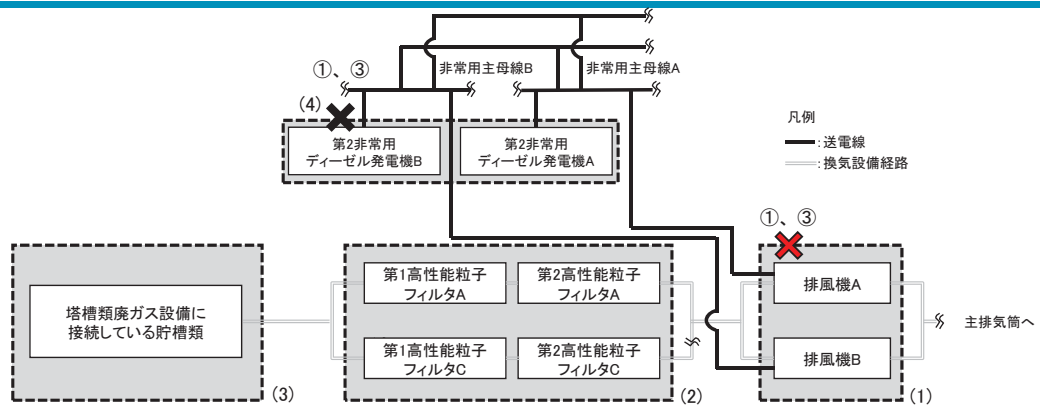 非常用主母線B
非常用主母線A
①、③
(4)
第2非常用
ディーゼル発電機B
第2非常用
ディーゼル発電機A
凡例
:送電線
:換気設備経路
①、③
塔槽類廃ガス設備に
接続している貯槽類
(3)
第1高性能粒子
フィルタA
第2高性能粒子
フィルタA
第1高性能粒子
フィルタC
第2高性能粒子
フィルタC
(2)
排風機A
排風機B
(1)
主排気筒へ